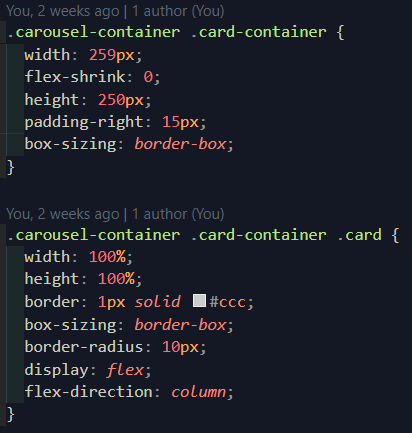 You, 2 weeks ago | 1 author (You)
.carousel-container .card-container {
width: 259px;
flex-shrink: 0;
height: 250px;
padding-right: 15px;
box-sizing: border-box;
}
You, 2 weeks ago | 1 author (You)
.carousel-container .card-container .card {
width: 100%;
height: 100%;
border: 1px solid #ccc;
box-sizing: border-box;
border-radius: 10px;
display: flex;
flex-direction: column;
}